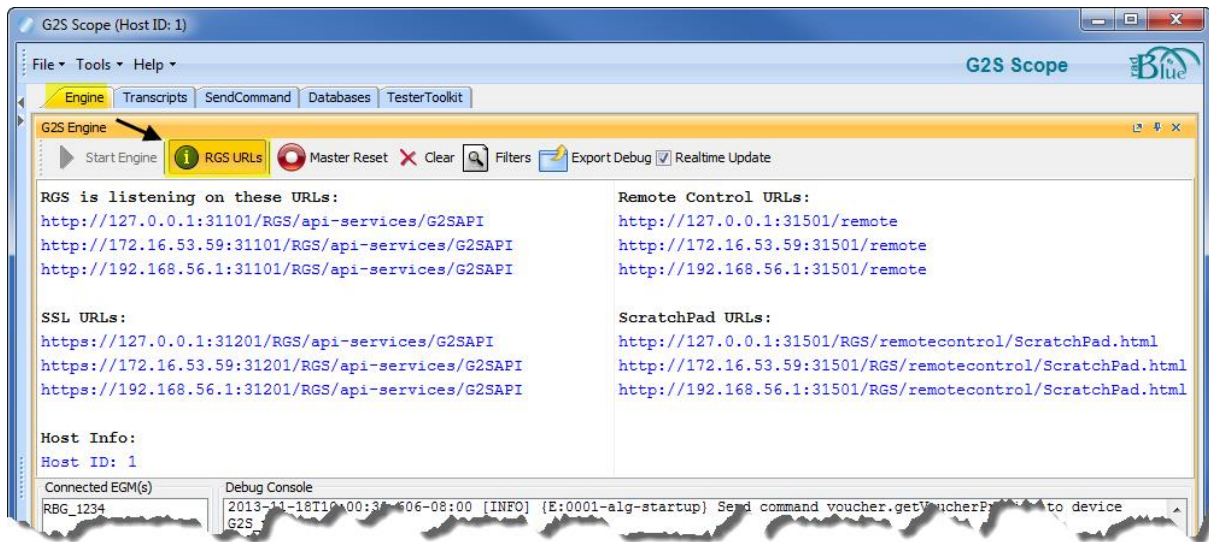 G2S Scope (Host ID: 1)
File Tools Help
G2S Scope
radBlue
Engine Transcripts SendCommand Databases TesterToolkit
G2S Engine
Start Engine RGS URLs Master Reset Clear Filters Export Debug Realtime Update
RGS is listening on these URLs:
http://127.0.0.1:31101/RGS/api-services/G2SAPI
http://172.16.53.59:31101/RGS/api-services/G2SAPI
http://192.168.56.1:31101/RGS/api-services/G2SAPI
SSL URLs:
https://127.0.0.1:31201/RGS/api-services/G2SAPI
https://172.16.53.59:31201/RGS/api-services/G2SAPI
https://192.168.56.1:31201/RGS/api-services/G2SAPI
Host Info:
Host ID: 1
Remote Control URLs:
http://127.0.0.1:31501/remote
http://172.16.53.59:31501/remote
http://192.168.56.1:31501/remote
ScratchPad URLs:
http://127.0.0.1:31501/RGS/remotecontrol/ScratchPad.html
http://172.16.53.59:31501/RGS/remotecontrol/ScratchPad.html
http://192.168.56.1:31501/RGS/remotecontrol/ScratchPad.html
Connected EGM(s)
RBG_1234
Debug Console
[INFO] {E:0001-alg-startup} Send command to device